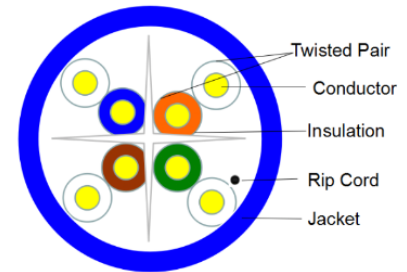 Twisted Pair
Conductor
Insulation
Rip Cord
Jacket